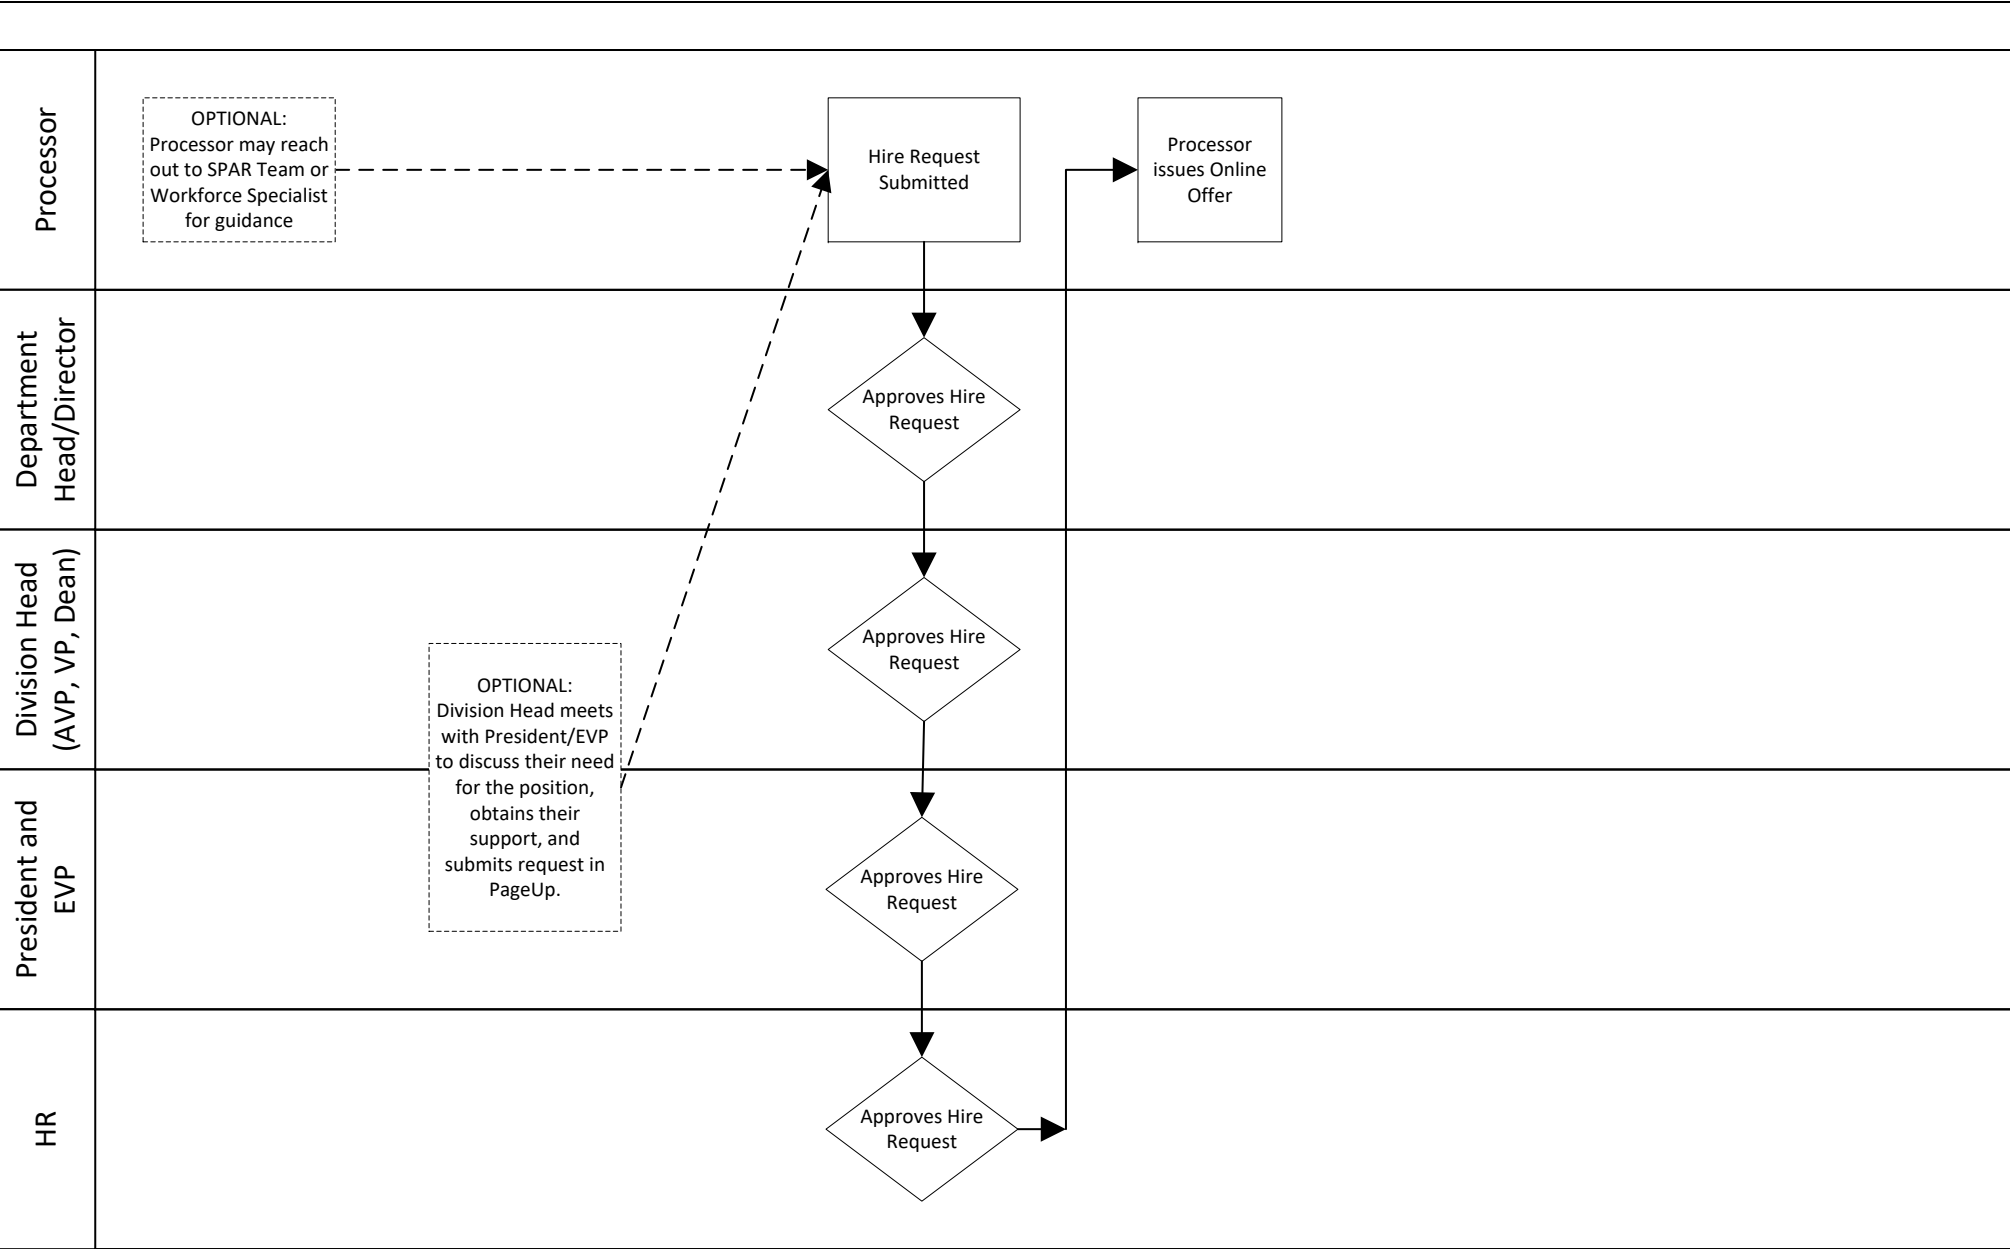 Processor
OPTIONAL:
Processor may reach
out to SPAR Team or
Workforce Specialist
for guidance
Hire Request
Submitted
Processor
issues Online
Offer
Department
Head/Director
Approves Hire
Request
Division Head
(AVP, VP, Dean)
Approves Hire
Request
OPTIONAL:
Division Head meets
with President/EVP
to discuss their need
for the position,
obtains their
support, and
submits request in
PageUp.
President and
EVP
Approves Hire
Request
HR
Approves Hire
Request